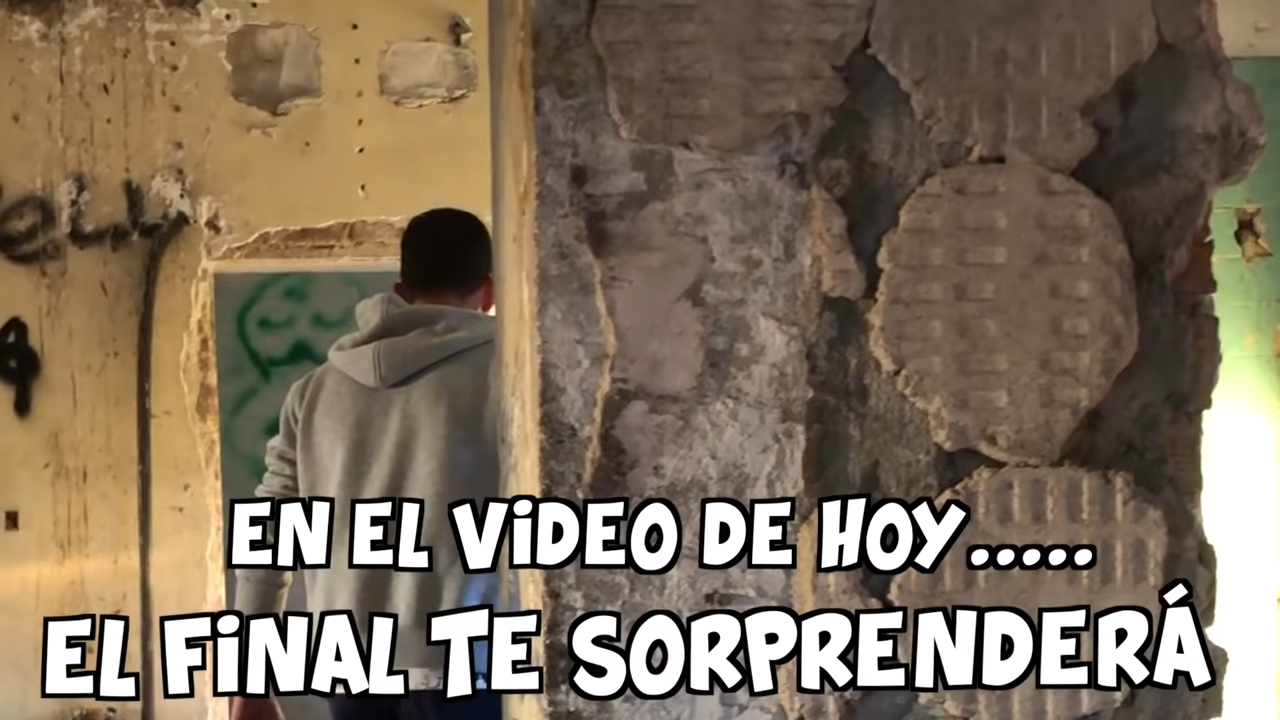 EN EL VIDEO DE HOY.....
EL FINAL TE SORPRENDERÁ